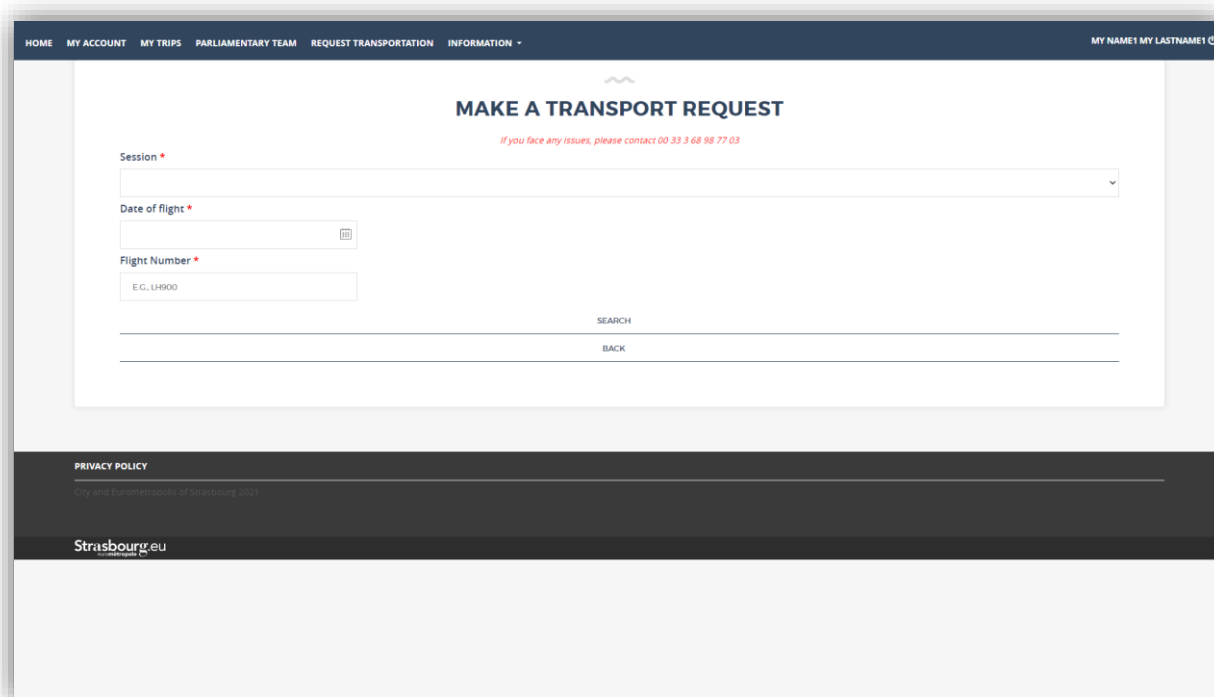 HOME MY ACCOUNT MY TRIPS PARLIAMENTARY TEAM REQUEST TRANSPORTATION INFORMATION MY NAME1 MY LASTNAME1
MAKE A TRANSPORT REQUEST
If you face any issues, please contact 00 33 3 68 98 77 03
Session *
Date of flight *
Flight Number *
E.G., LH900
SEARCH
BACK
PRIVACY POLICY
City and Eurometropolis of Strasbourg 2021
Strasbourg.eu
eurométropole